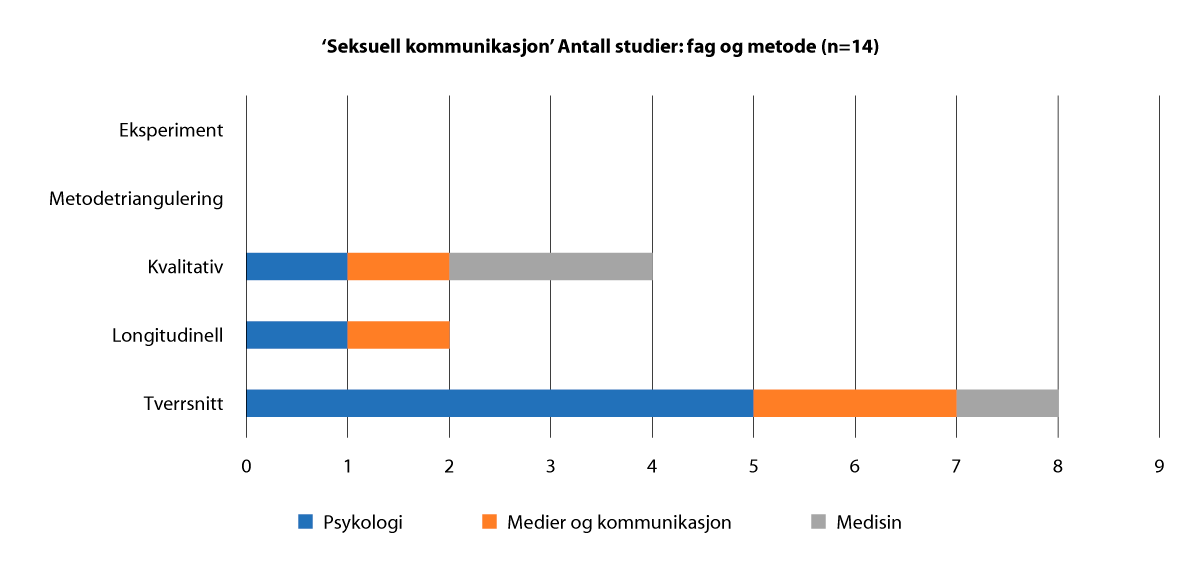 ‘Seksuell kommunikasjon’ Antall studier: fag og metode (n=14)
Eksperiment
Metodetriangulering
Kvalitativ
Longitudinell
Tverrsnitt
0 1 2 3 4 5 6 7 8 9
Psykologi Medier og kommunikasjon Medisin